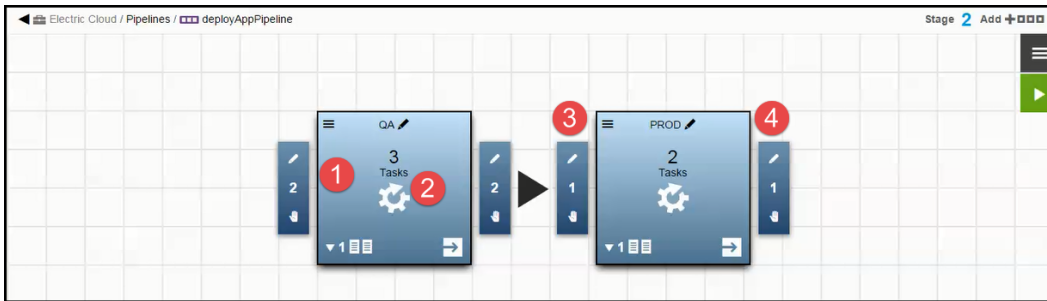 Electric Cloud / Pipelines / deployAppPipeline
Stage 2 Add
QA
3
Tasks
2
2
1
1
2
PROD
2
Tasks
1
1
1
3
4